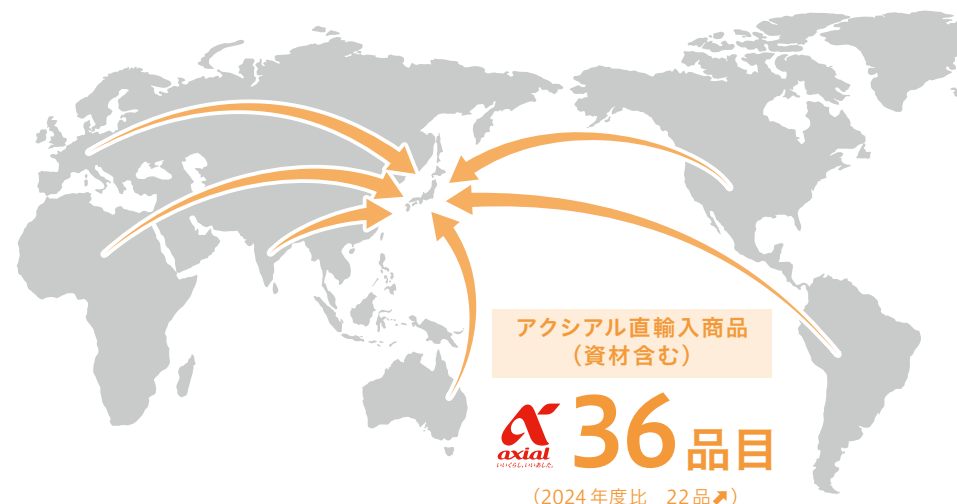 アクシアル直輸入商品
(資材含む)
axial
いいくらし、いいあした。
36品目
(2024年度比 22品⬈)